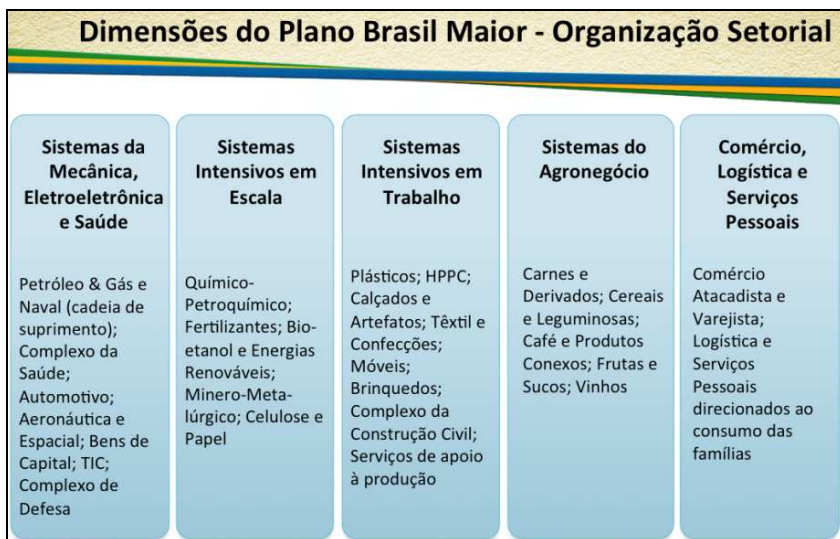 Dimensões do Plano Brasil Maior - Organização Setorial
Sistemas da
Mecânica,
Eletroeletrônica
e Saúde
Petróleo & Gás e
Naval (cadeia de
suprimento);
Complexo da
Saúde;
Automotivo;
Aeronáutica e
Espacial; Bens de
Capital; TIC;
Complexo de
Defesa
Sistemas
Intensivos em
Escala
Químico-
Petroquímico;
Fertilizantes; Bio-
etanol e Energias
Renováveis;
Minero-Meta-
lúrgico; Celulose e
Papel
Sistemas
Intensivos em
Trabalho
Plásticos; HPPC;
Calçados e
Artefatos; Têxtil e
Confecções;
Móveis;
Brinquedos;
Complexo da
Construção Civil;
Serviços de apoio
à produção
Sistemas do
Agronegócio
Carnes e
Derivados; Cereais
e Leguminosas;
Café e Produtos
Conexos; Frutas e
Sucos; Vinhos
Comércio,
Logística e
Serviços
Pessoais
Comércio
Atacadista e
Varejista;
Logística e
Serviços
Pessoais
direcionados ao
consumo das
famílias